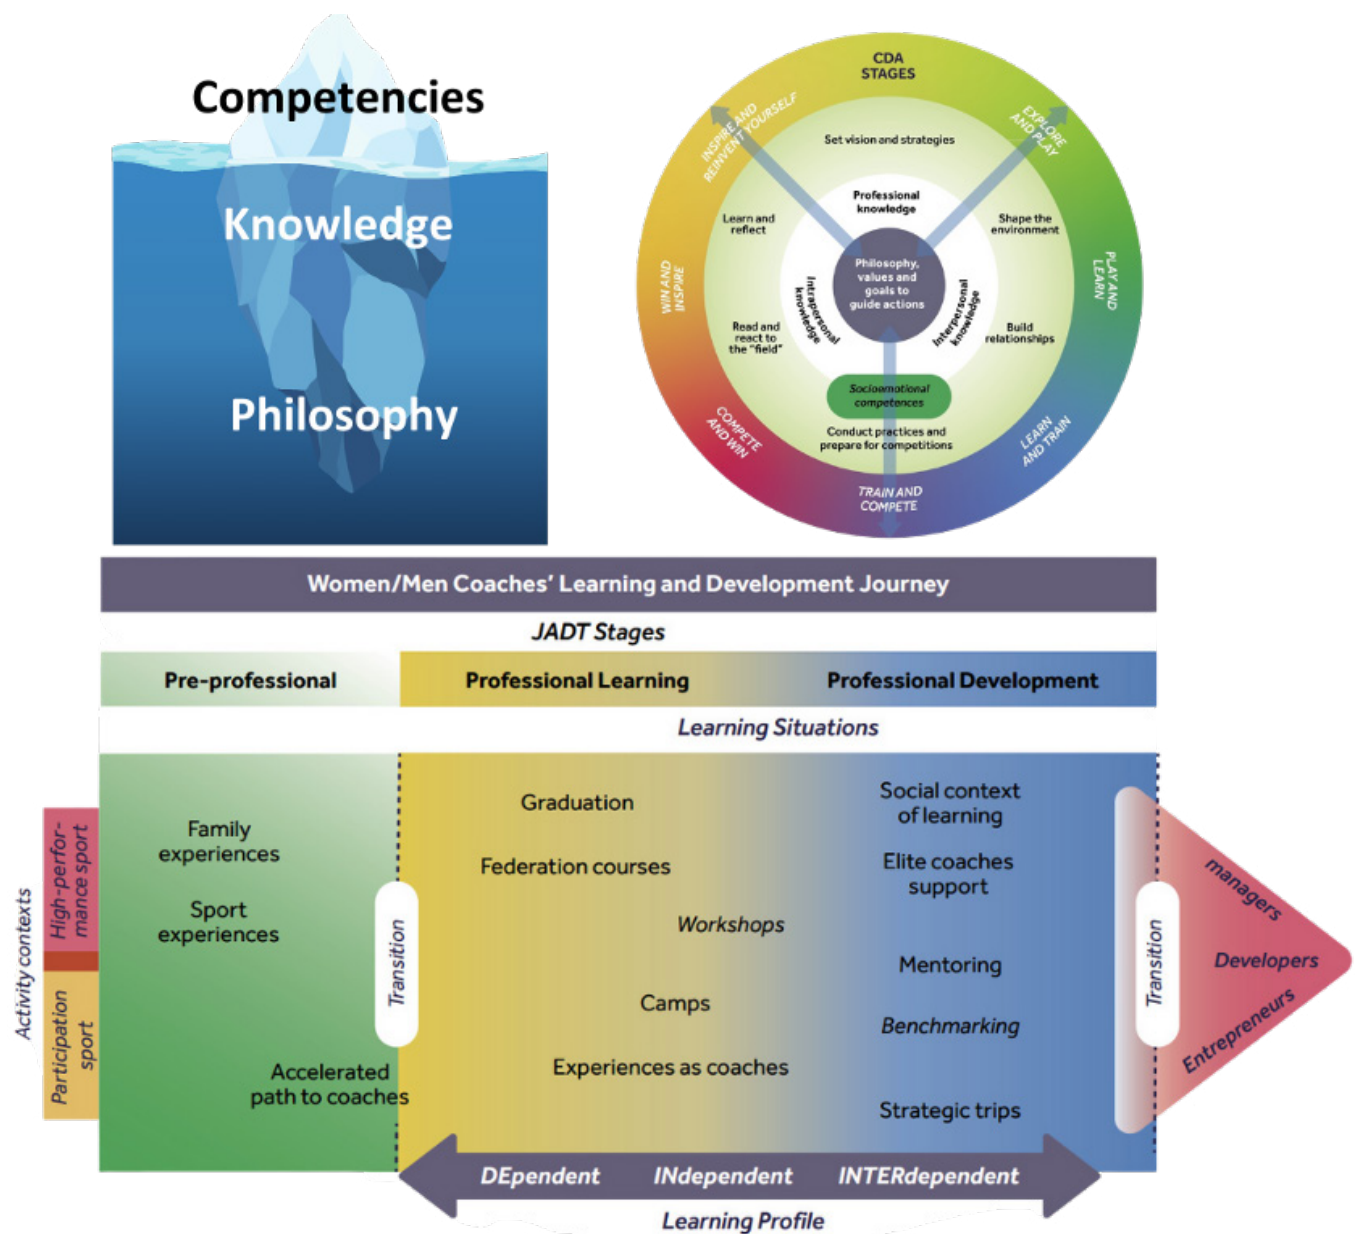 Competencies
Knowledge
Philosophy
CDA
STAGES
EXPLORE
AND PLAY
PLAY AND
LEARN
LEARN
AND TRAIN
TRAIN AND
COMPETE
COMPETE
AND WIN
WIN AND
INSPIRE
INSPIRE AND
REINVENT YOURSELF
Set vision and strategies
Shape the
environment
Build
relationships
Conduct practices and
prepare for competitions
Read and
react to
the "field"
Learn and
reflect
Professional
knowledge
Interpersonal
knowledge
Intrapersonal
knowledge
Philosophy,
values and
goals to
guide actions
Socioemotional
competences
Women/Men Coaches' Learning and Development Journey
JADT Stages
Pre-professional
Professional Learning
Professional Development
Learning Situations
Activity contexts
High-perfor-
mance sport
Participation
sport
Family
experiences
Sport
experiences
Accelerated
path to coaches
Transition
Graduation
Federation courses
Workshops
Camps
Experiences as coaches
Social context
of learning
Elite coaches
support
Mentoring
Benchmarking
Strategic trips
Transition
managers
Developers
Entrepreneurs
DEpendent
INdependent
INTERdependent
Learning Profile